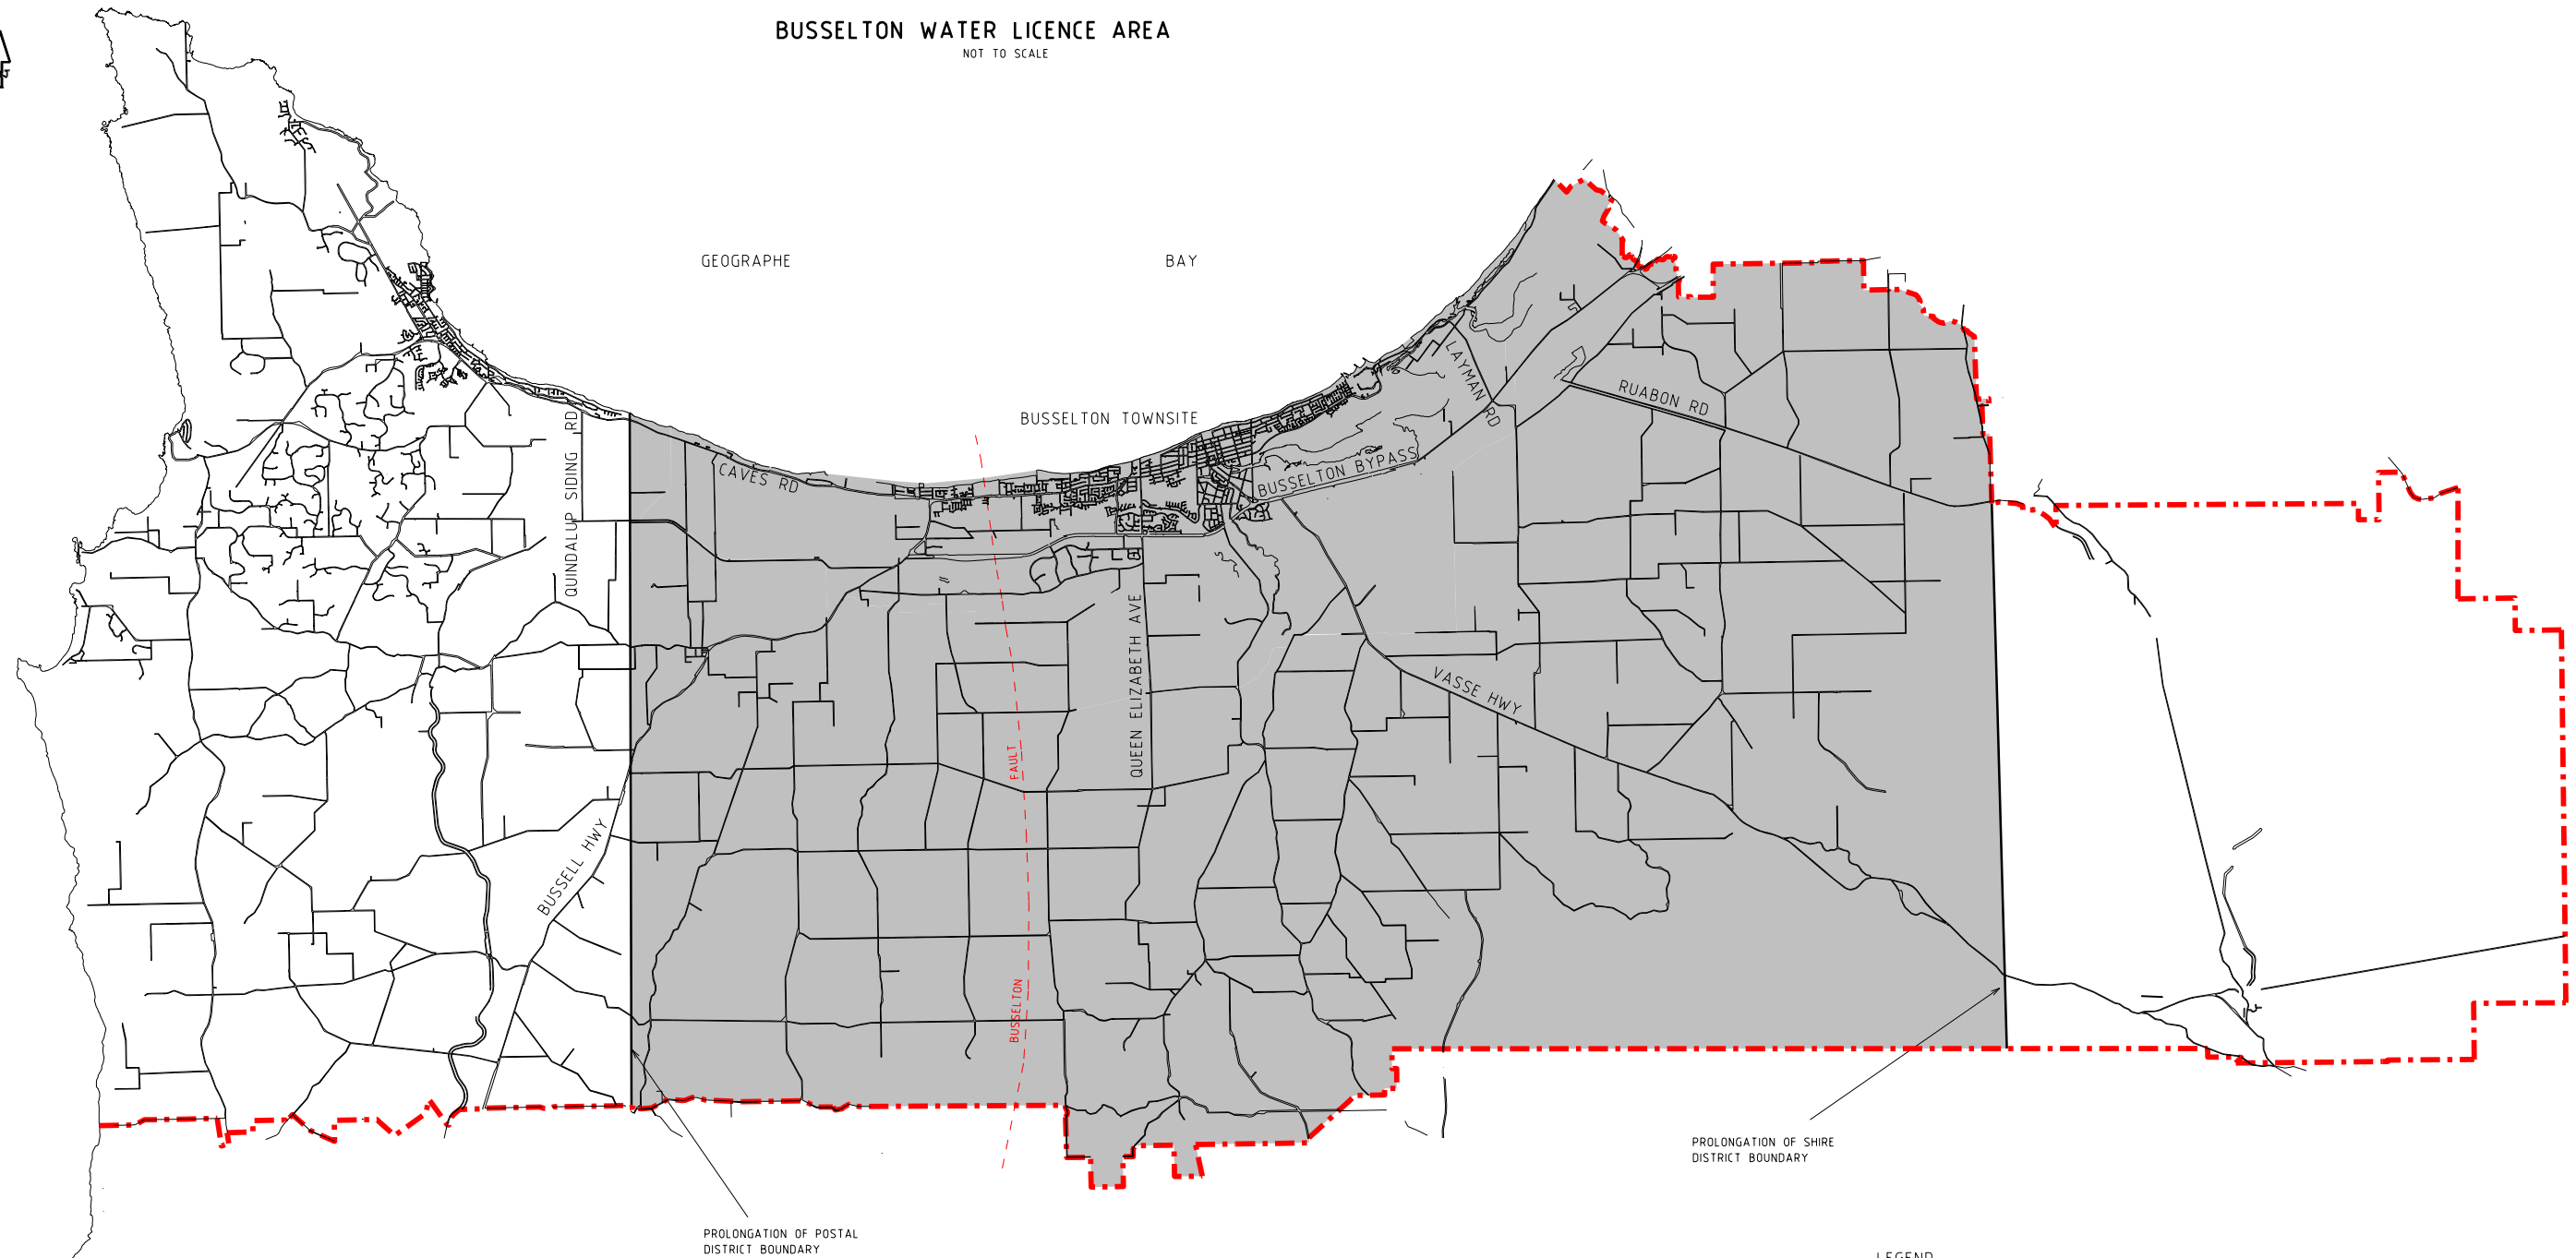 BUSSELTON WATER LICENCE AREA
NOT TO SCALE
GEOGRAPHE BAY
BUSSELTON TOWNSITE
LAYMAN RD
RUABON RD
QUINDALUP SIDING RD
CAVES RD
BUSSELTON BYPASS
QUEEN ELIZABETH AVE
VASSE HWY
FAULT
BUSSELL HWY
BUSSELTON
PROLONGATION OF SHIRE
DISTRICT BOUNDARY
PROLONGATION OF POSTAL
DISTRICT BOUNDARY
LEGEND